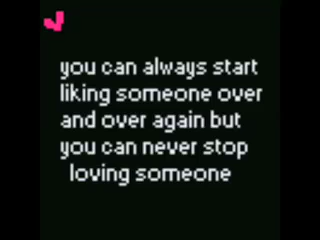 you can always start
liking someone over
and over again but
you can never stop
loving someone